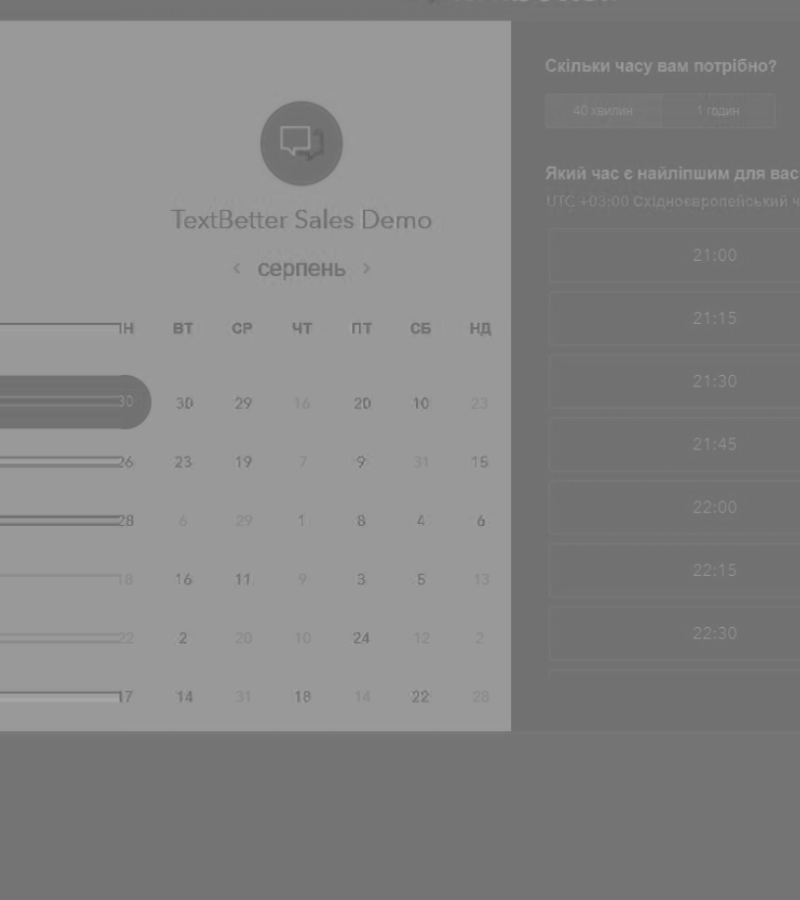 TextBetter Sales Demo
‹ серпень ›
ВТ СР ЧТ ПТ СБ НД
30 30 29 16 20 10 23
26 23 19 7 9 31 15
28 6 29 1 8 4 6
18 16 11 9 3 5 13
22 2 20 10 24 12 2
17 14 31 18 14 22 28
Скільки часу вам потрібно?
40 хвилин 1 годин
Який час є найліпшим для вас
UTC +03:00 Східноєвропейський ч
21:00
21:15
21:30
21:45
22:00
22:15
22:30